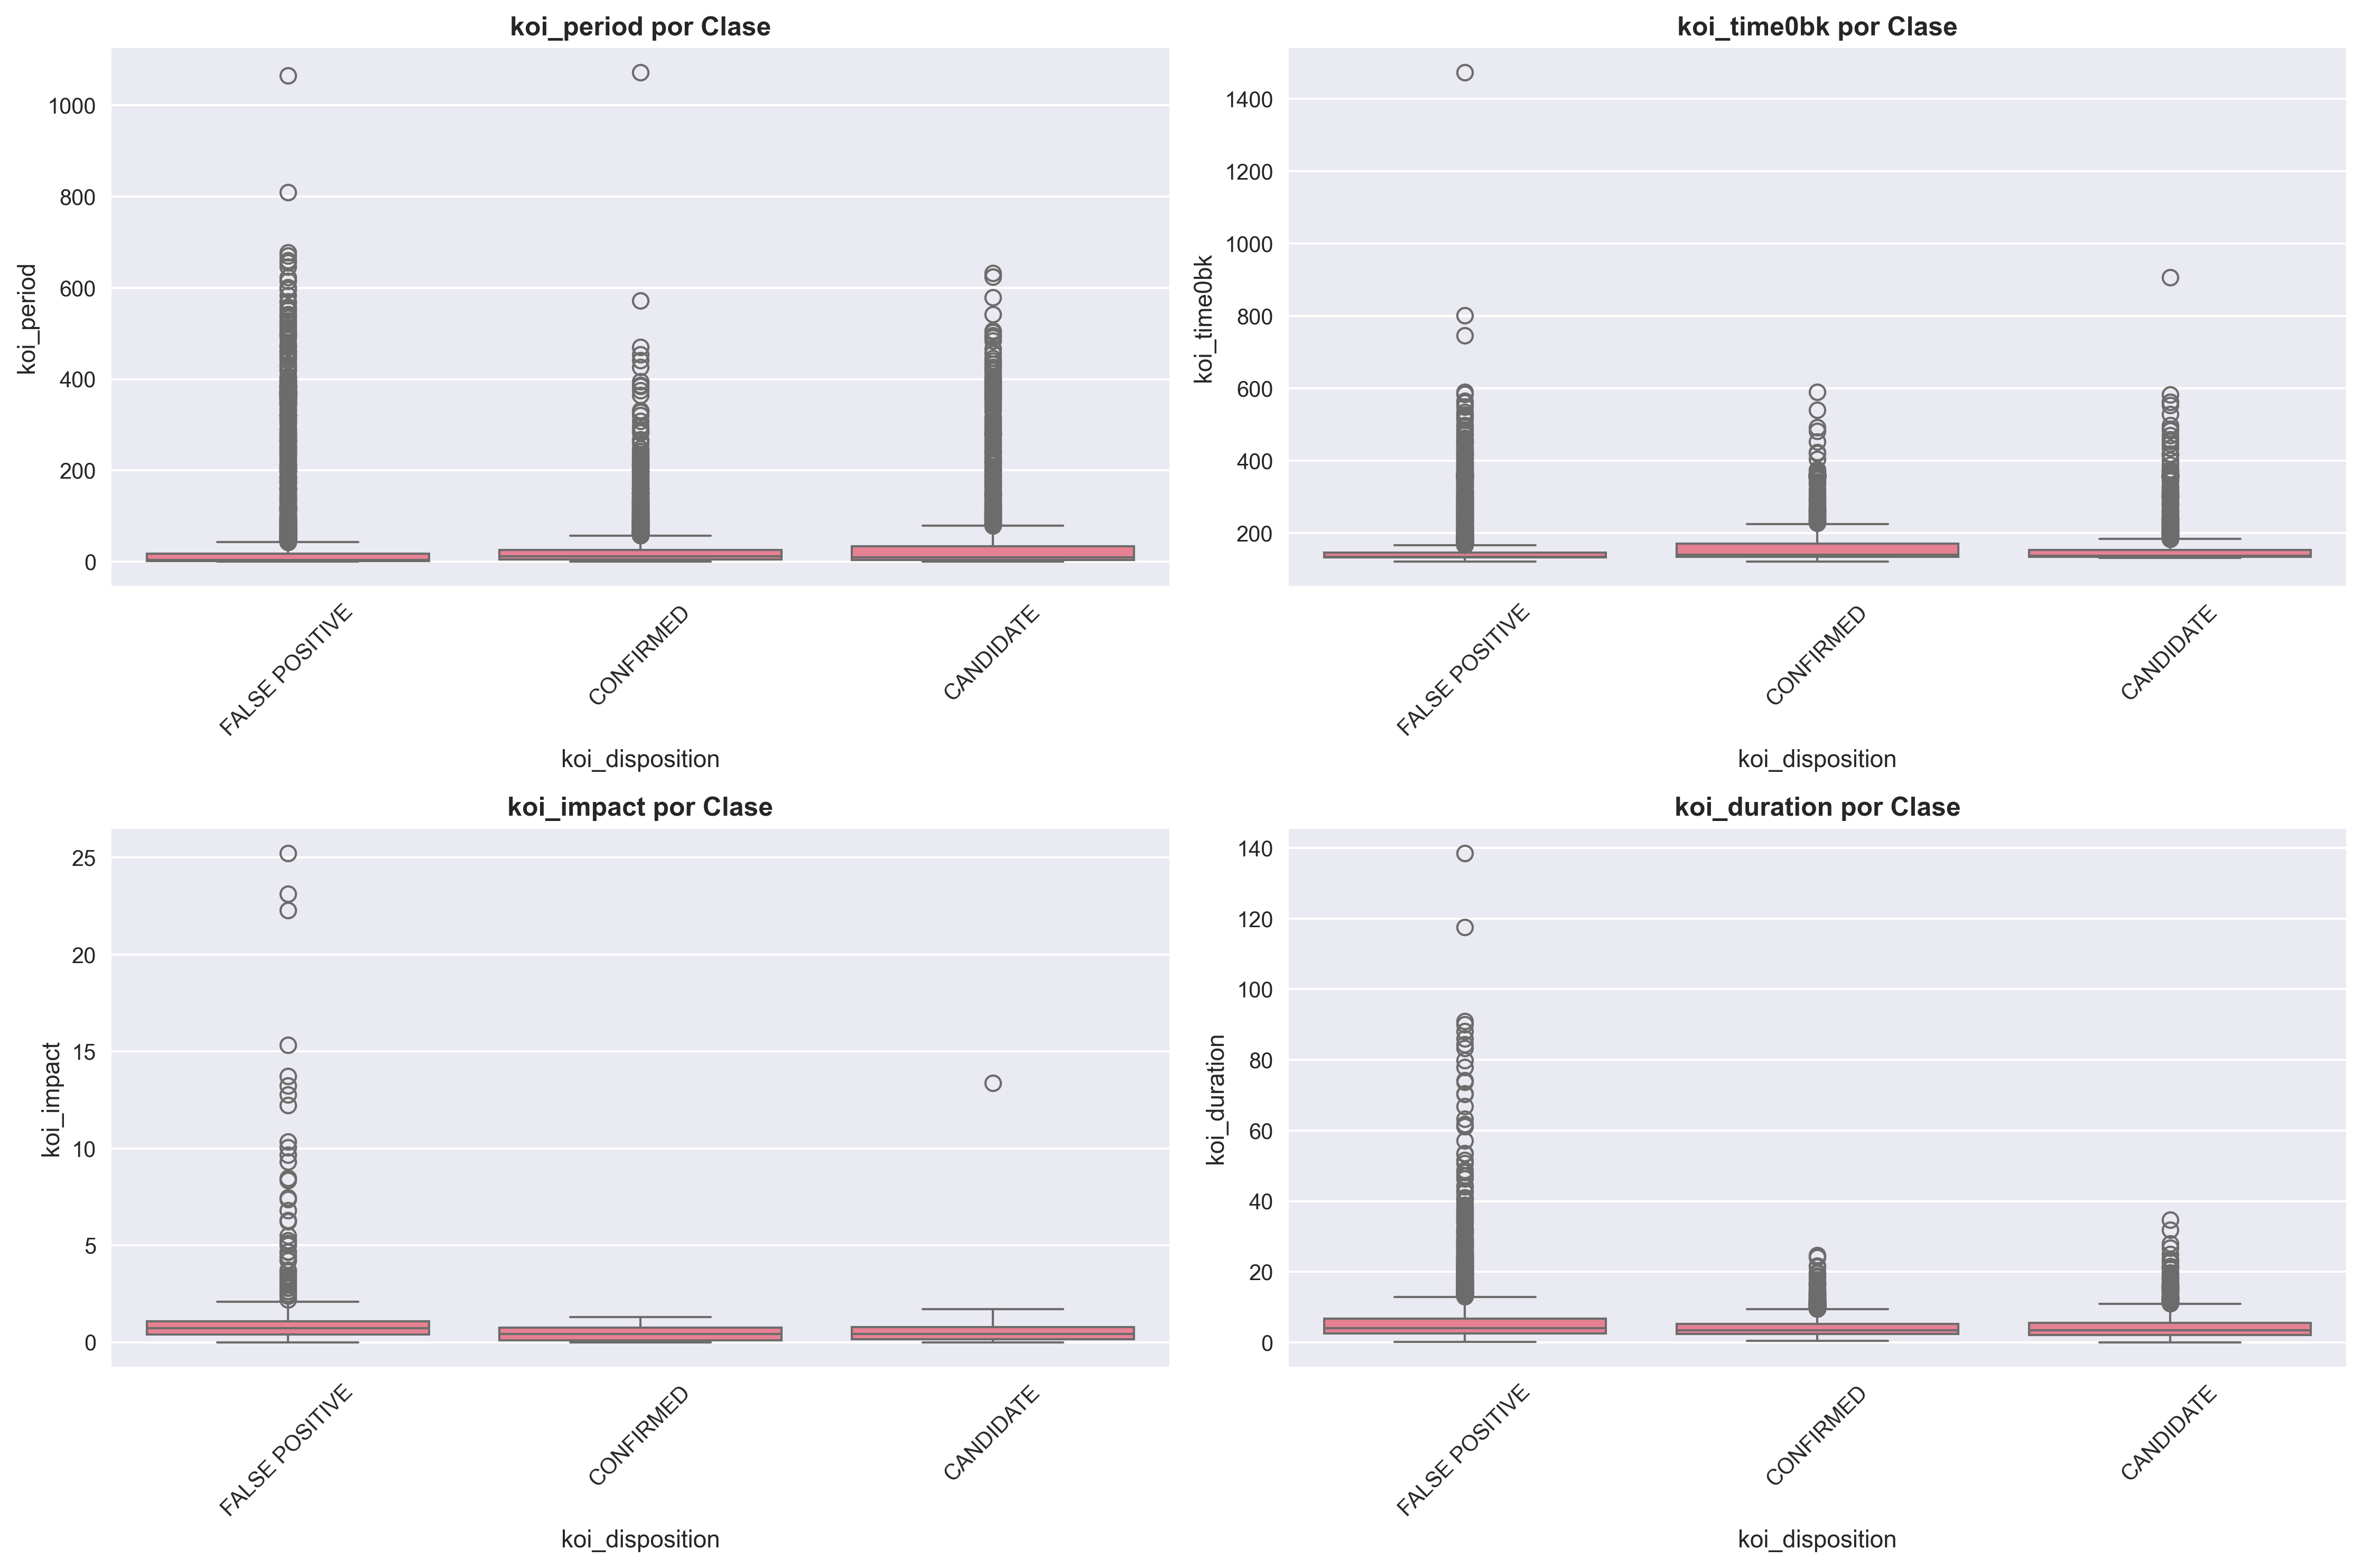 koi_period por Clase
koi_period
1000
800
600
400
200
0
FALSE POSITIVE
CONFIRMED
CANDIDATE
koi_disposition
koi_time0bk por Clase
koi_time0bk
1400
1200
1000
800
600
400
200
FALSE POSITIVE
CONFIRMED
CANDIDATE
koi_disposition
koi_impact por Clase
koi_impact
25
20
15
10
5
0
FALSE POSITIVE
CONFIRMED
CANDIDATE
koi_disposition
koi_duration por Clase
koi_duration
140
120
100
80
60
40
20
0
FALSE POSITIVE
CONFIRMED
CANDIDATE
koi_disposition